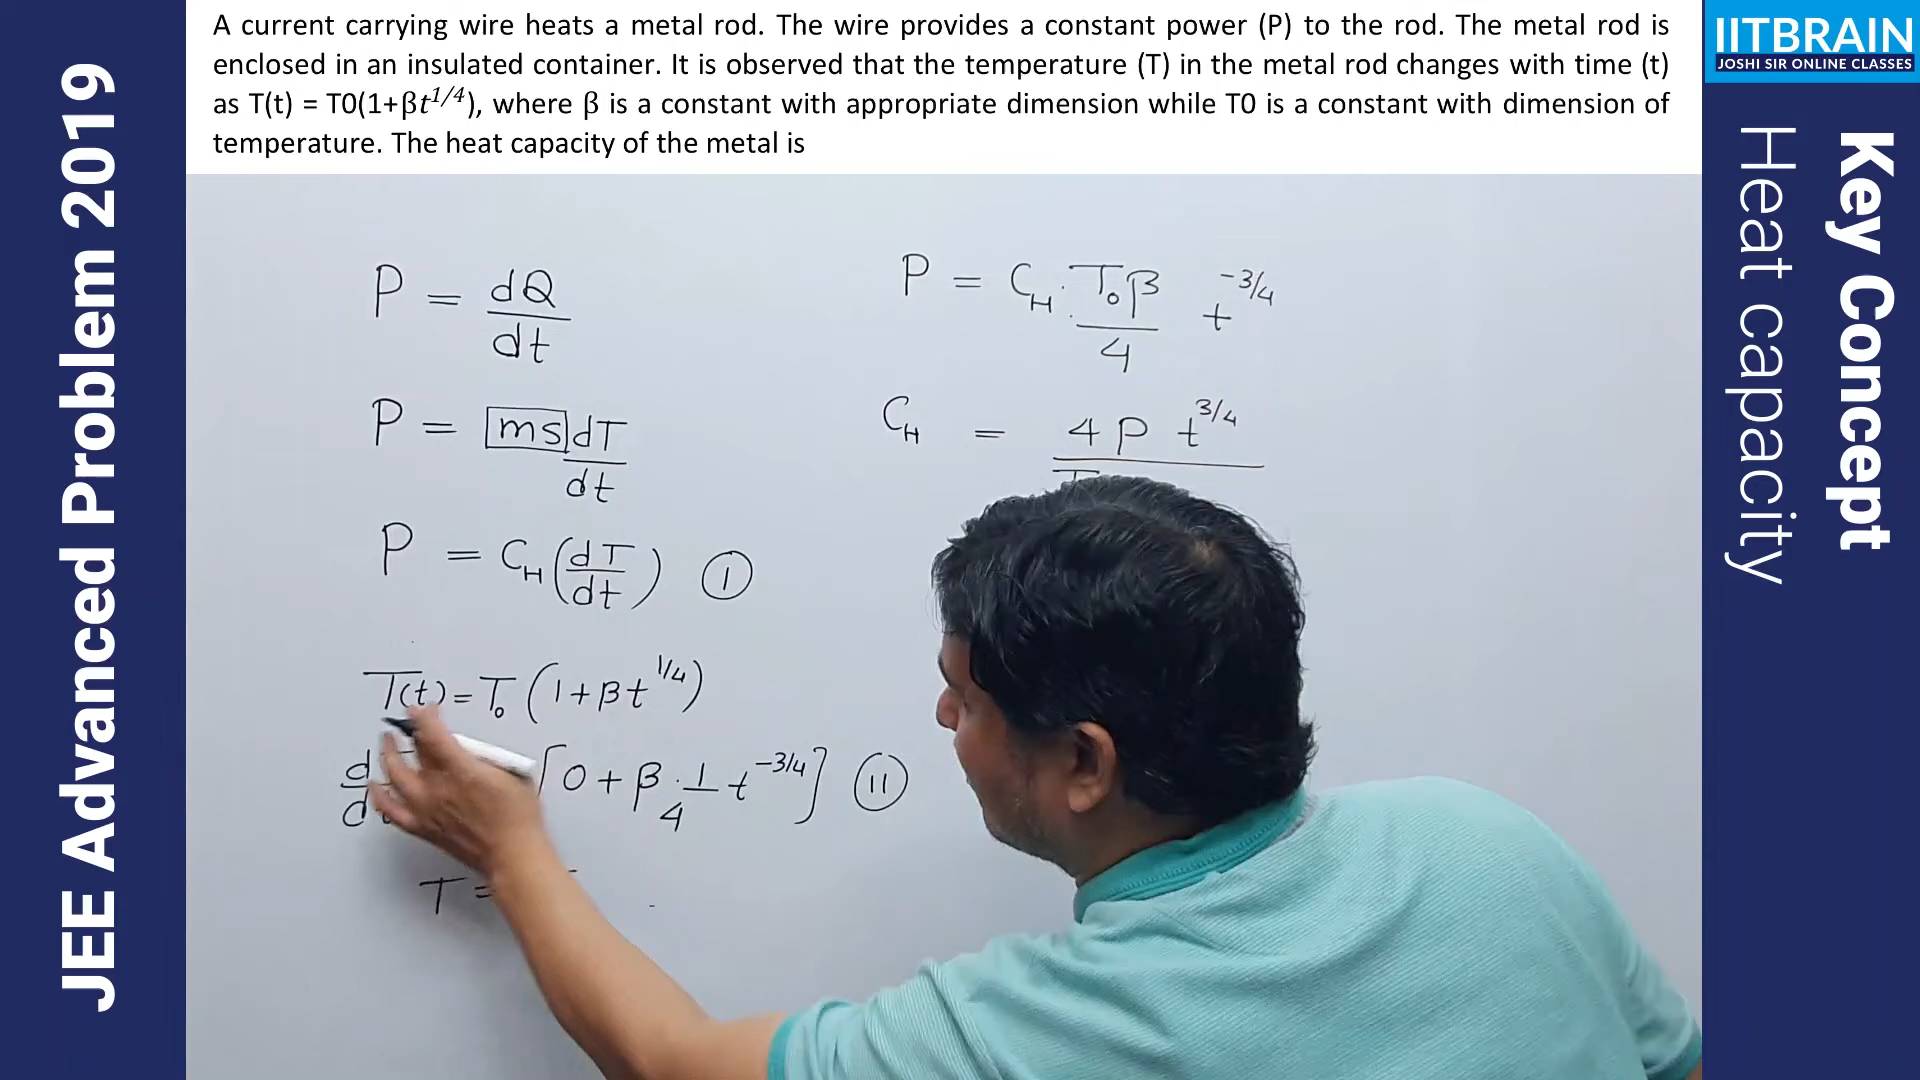 JEE Advanced Problem 2019
A current carrying wire heats a metal rod. The wire provides a constant power (P) to the rod. The metal rod is
enclosed in an insulated container. It is observed that the temperature (T) in the metal rod changes with time (t)
as T(t) = T0(1+βt^1/4), where β is a constant with appropriate dimension while T0 is a constant with dimension of
temperature. The heat capacity of the metal is
IITBRAIN
JOSHI SIR ONLINE CLASSES
Key Concept
Heat capacity
P = dQ/dt
P = ms dT/dt
P = C_H (dT/dt) I
T(t) = T₀ (1 + βt^1/4)
[0 + β · 1/4 t^-3/4] II
T =
P = C_H · T₀β/4 t^-3/4
C_H = 4 P t^3/4